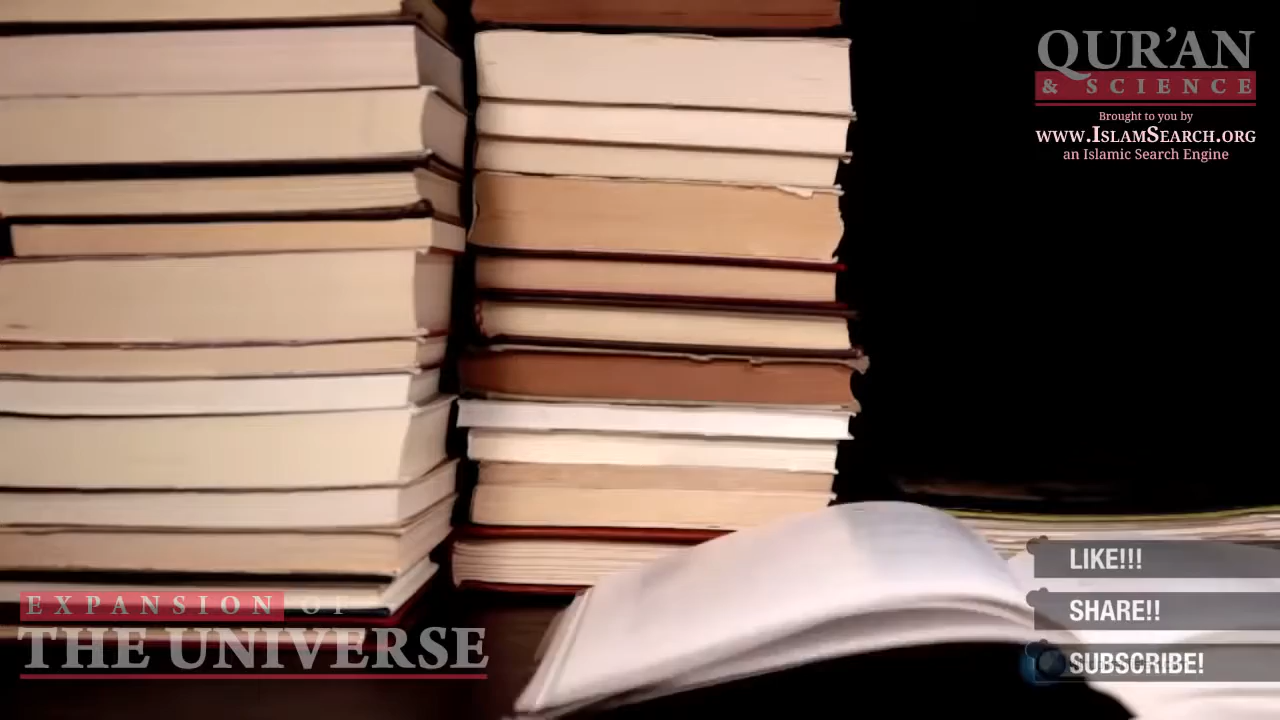 QUR'AN
& SCIENCE
Brought to you by
www.IslamSearch.org
an Islamic Search Engine
LIKE!!!
EXPANSION OF
THE UNIVERSE
SHARE!!
SUBSCRIBE!